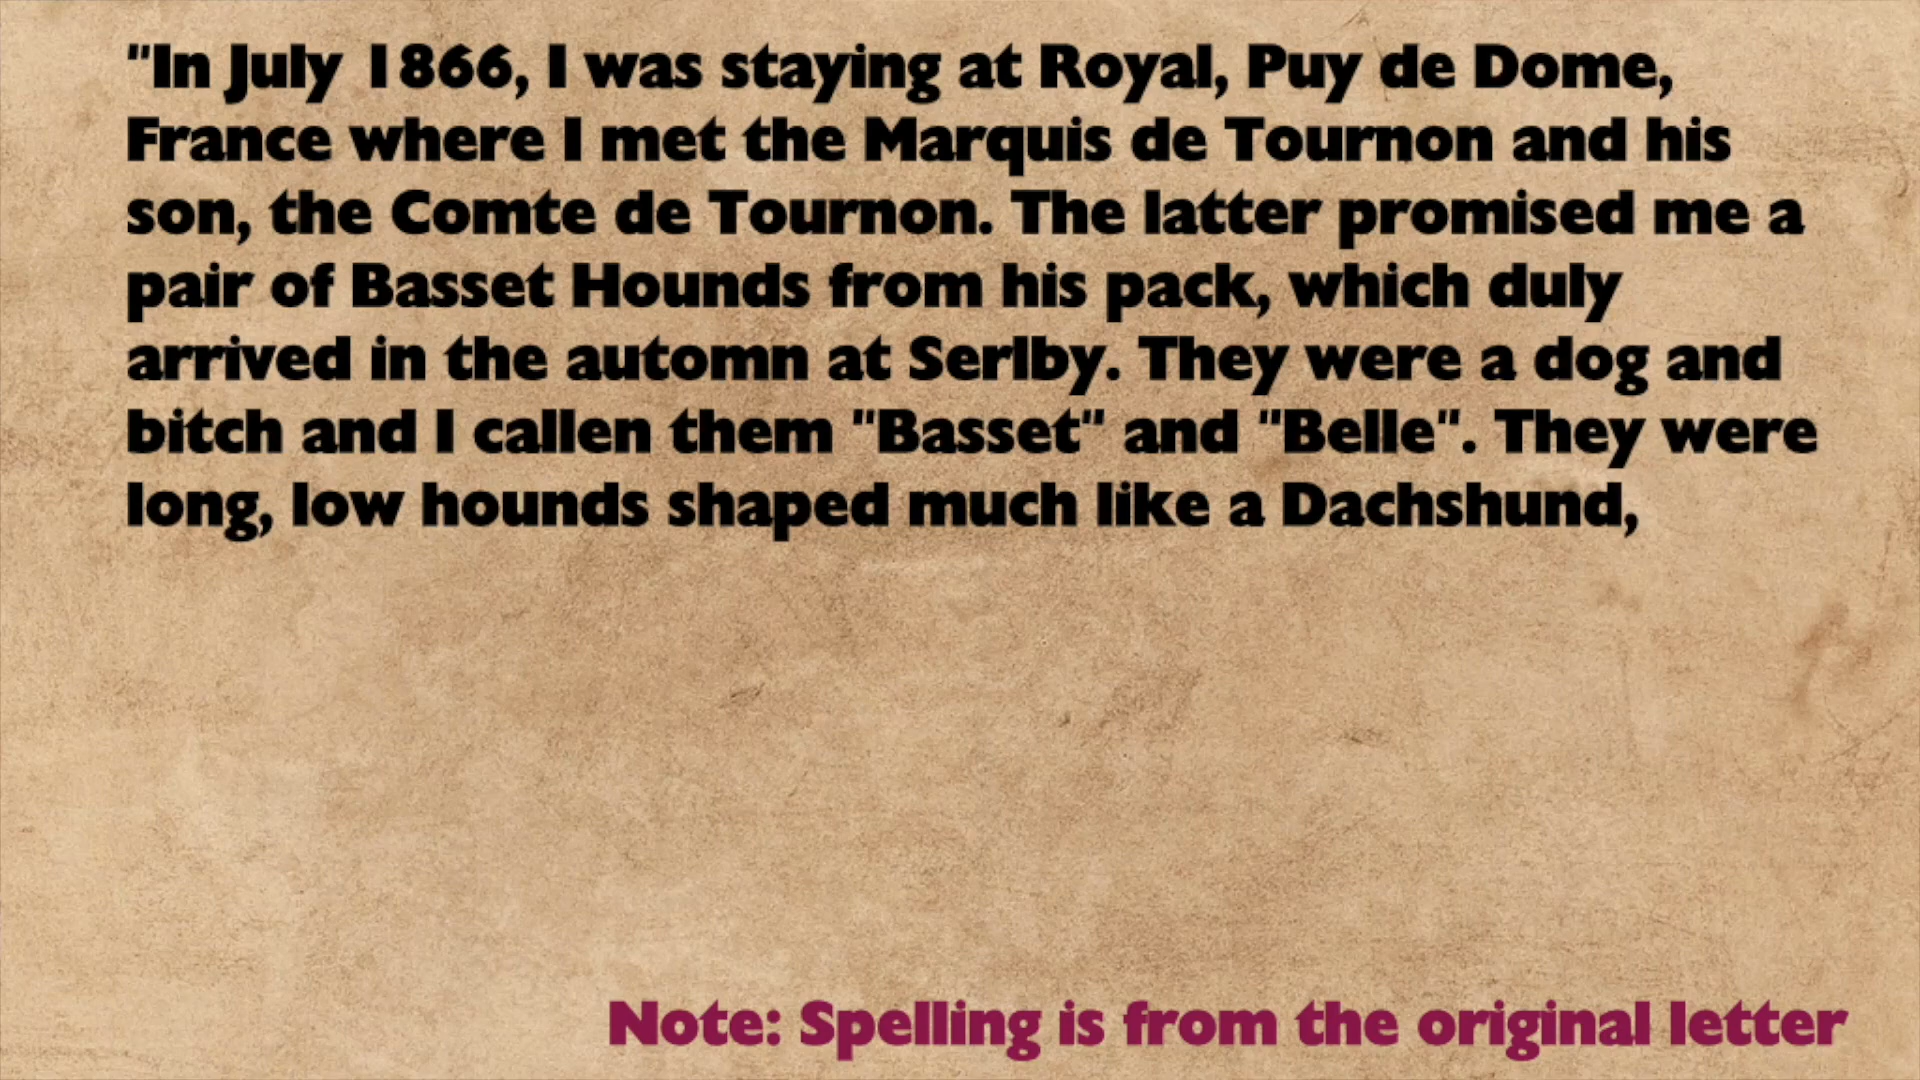 "In July 1866, I was staying at Royal, Puy de Dome,
France where I met the Marquis de Tournon and his
son, the Comte de Tournon. The latter promised me a
pair of Basset Hounds from his pack, which duly
arrived in the automn at Serlby. They were a dog and
bitch and I callen them "Basset" and "Belle". They were
long, low hounds shaped much like a Dachshund,
Note: Spelling is from the original letter